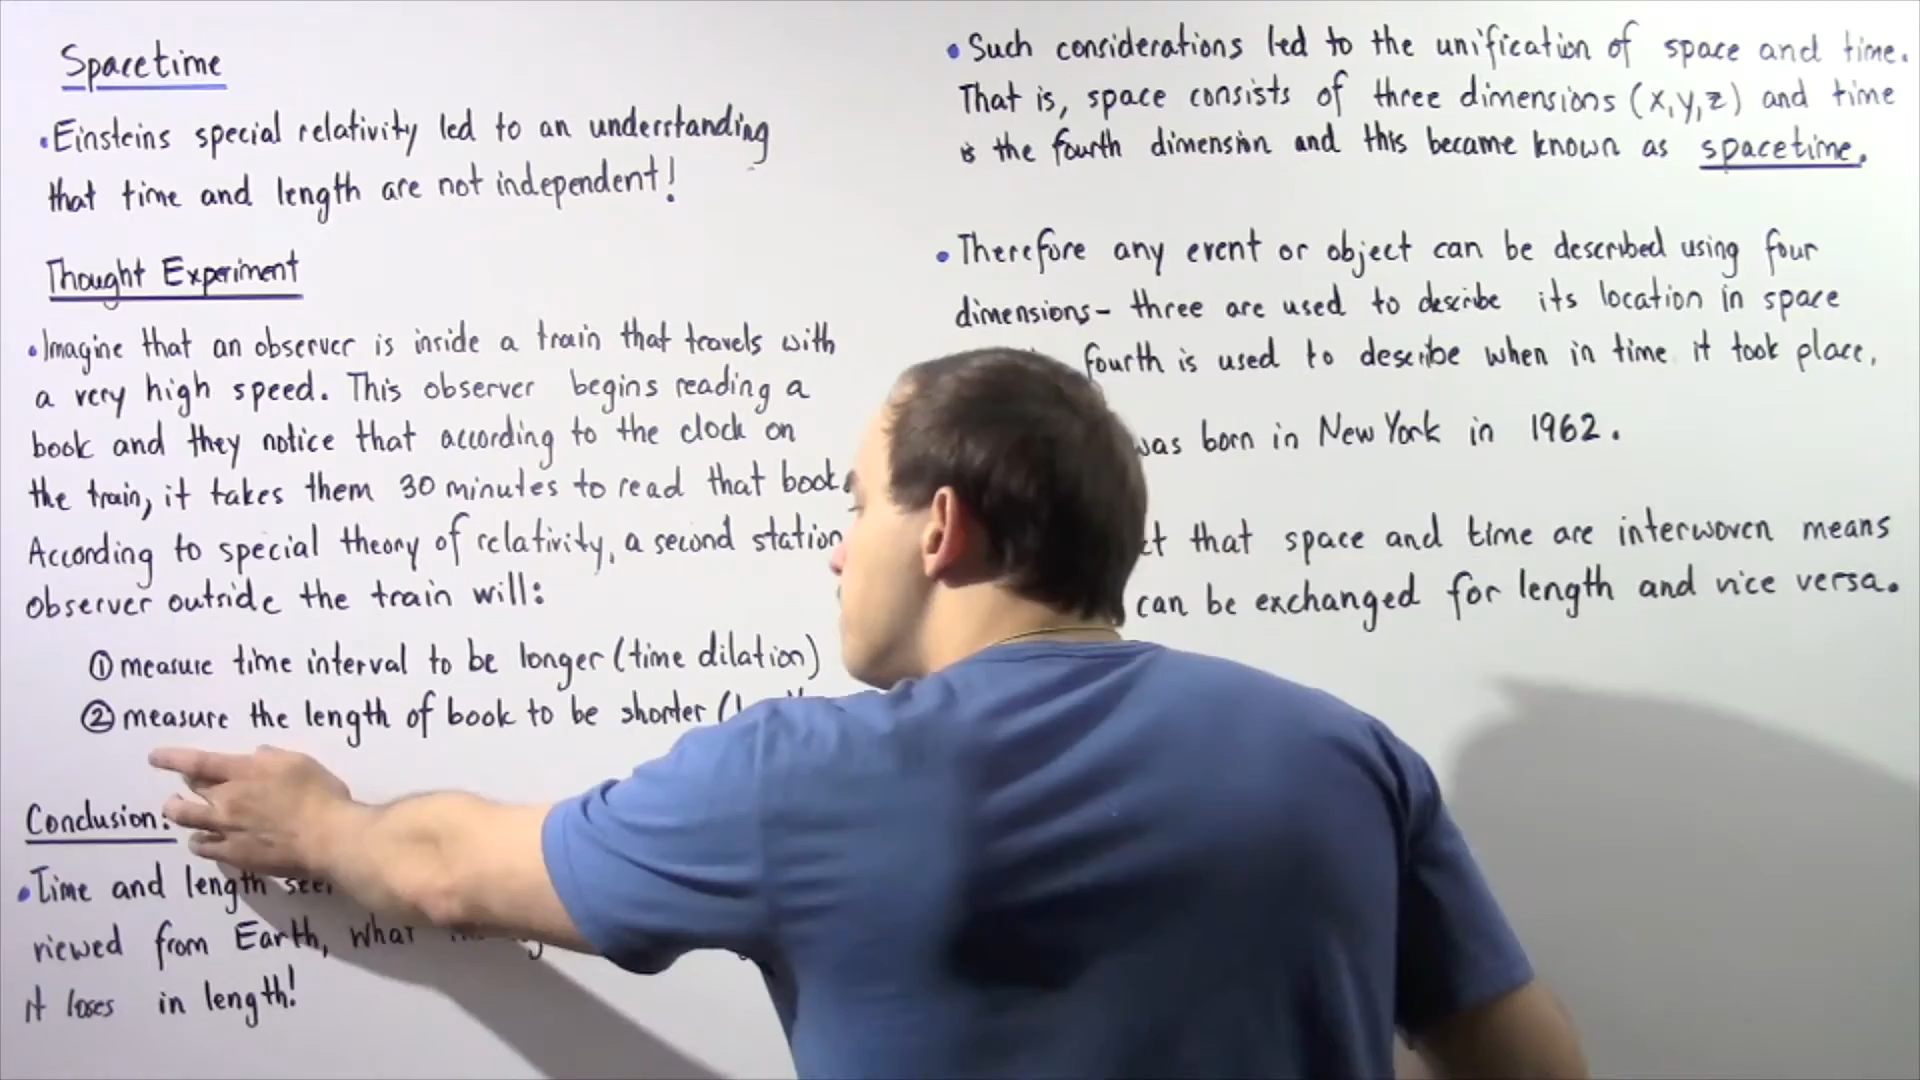 Spacetime
• Einsteins special relativity led to an understanding
that time and length are not independent!
Thought Experiment
• Imagine that an observer is inside a train that travels with
a very high speed. This observer begins reading a
book and they notice that according to the clock on
the train, it takes them 30 minutes to read that book.
According to special theory of relativity, a second station
observer outside the train will:
① measure time interval to be longer (time dilation)
② measure the length of book to be shorter (
Conclusion:
• Time and length
viewed from Earth, what
it loses in length!
• Such considerations led to the unification of space and time.
That is, space consists of three dimensions (x,y,z) and time
is the fourth dimension and this became known as spacetime.
• Therefore any event or object can be described using four
dimensions - three are used to describe its location in space
fourth is used to describe when in time it took place.
was born in New York in 1962.
that space and time are interwoven means
can be exchanged for length and vice versa.